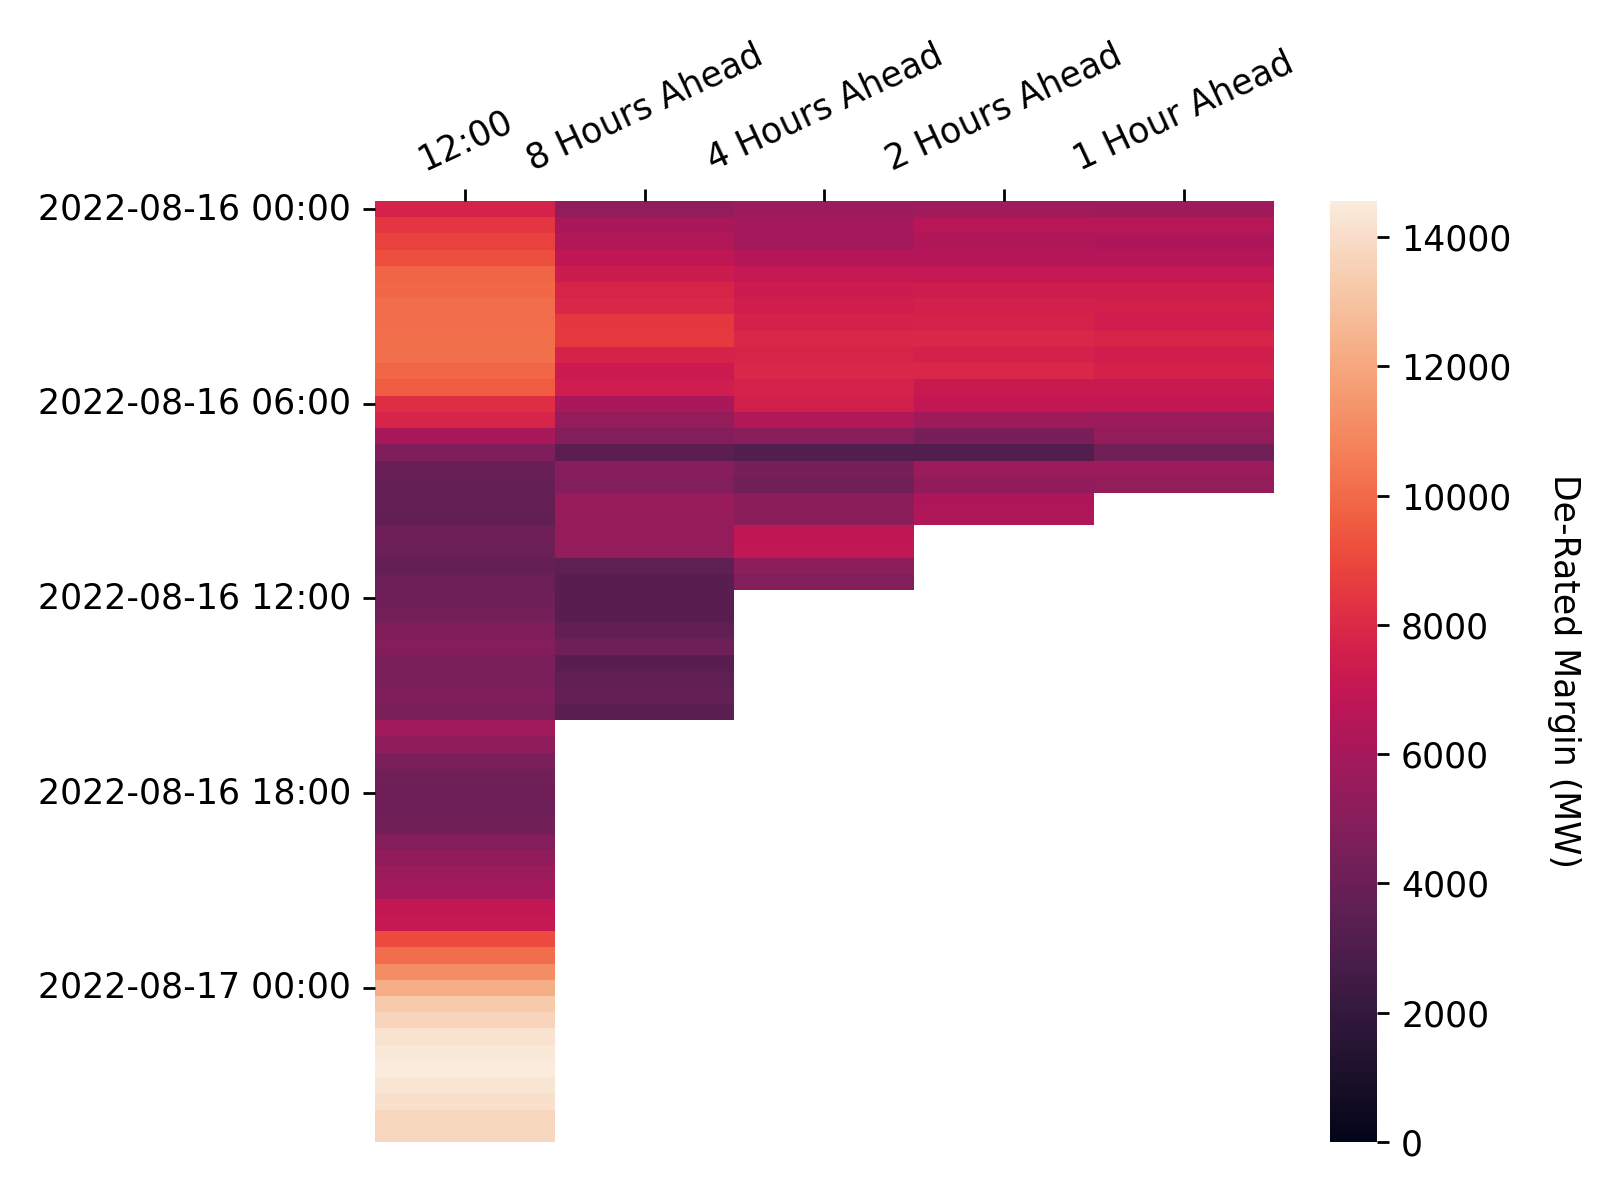 12:00
8 Hours Ahead
4 Hours Ahead
2 Hours Ahead
1 Hour Ahead
2022-08-16 00:00
2022-08-16 06:00
2022-08-16 12:00
2022-08-16 18:00
2022-08-17 00:00
14000
12000
10000
8000
6000
4000
2000
0
De-Rated Margin (MW)